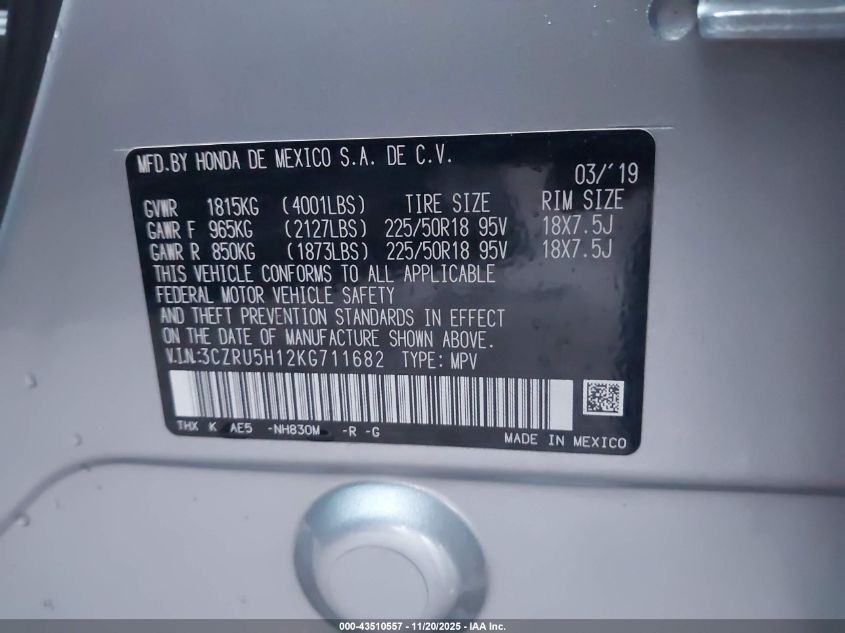 MFD.BY HONDA DE MEXICO S.A. DE C.V.
03/'19
GVWR 1815KG (4001LBS) TIRE SIZE RIM SIZE
GAWR F 965KG (2127LBS) 225/50R18 95V 18X7.5J
GAWR R 850KG (1873LBS) 225/50R18 95V 18X7.5J
THIS VEHICLE CONFORMS TO ALL APPLICABLE
FEDERAL MOTOR VEHICLE SAFETY
AND THEFT PREVENTION STANDARDS IN EFFECT
ON THE DATE OF MANUFACTURE SHOWN ABOVE.
V.I.N.:3CZRU5H12KG711682 TYPE: MPV
THX K AE5 -NH830M -R -G
MADE IN MEXICO
000-43510557 - 11/20/2025 - IAA Inc.